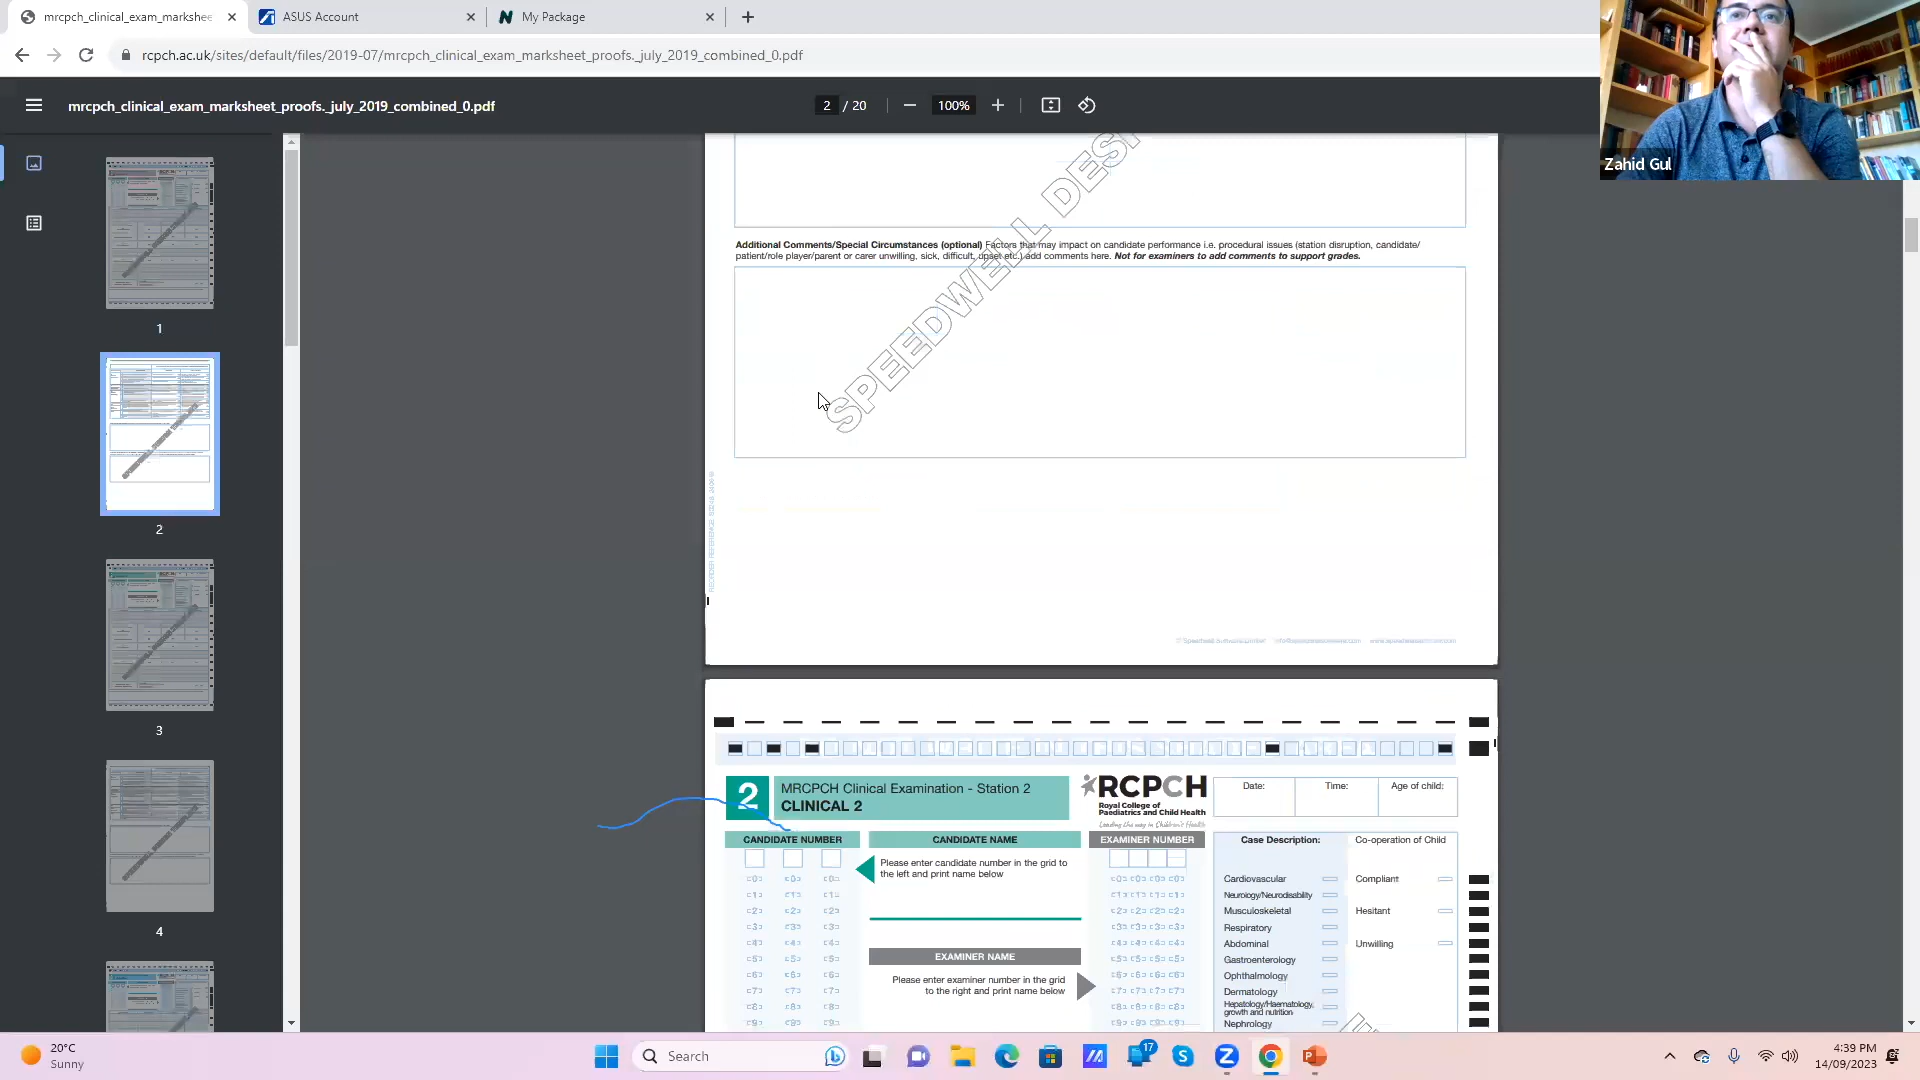 mrcpch_clinical_exam_markshee
ASUS Account
My Package
rcpch.ac.uk/sites/default/files/2019-07/mrcpch_clinical_exam_marksheet_proofs._july_2019_combined_0.pdf
mrcpch_clinical_exam_marksheet_proofs._july_2019_combined_0.pdf
2 / 20
100%
Zahid Gul
1
2
3
4
SPEEDWELL DESI
Additional Comments/Special Circumstances (optional) Factors that may impact on candidate performance i.e. procedural issues (station disruption, candidate/
patient/role player/parent or carer unwilling, sick, difficult, upset etc.) add comments here. Not for examiners to add comments to support grades.
2
MRCPCH Clinical Examination - Station 2
CLINICAL 2
RCPCH
Royal College of
Paediatrics and Child Health
Leading the way in Children's Health
Date:
Time:
Age of child:
CANDIDATE NUMBER
CANDIDATE NAME
EXAMINER NUMBER
Please enter candidate number in the grid to
the left and print name below
EXAMINER NAME
Please enter examiner number in the grid
to the right and print name below
Case Description:
Co-operation of Child
Cardiovascular
Compliant
Neurology/Neurodisability
Musculoskeletal
Hesitant
Respiratory
Abdominal
Unwilling
Gastroenterology
Ophthalmology
Dermatology
Hepatology/Haematology,
growth and nutrition
Nephrology
20°C
Sunny
Search
17
4:39 PM
14/09/2023